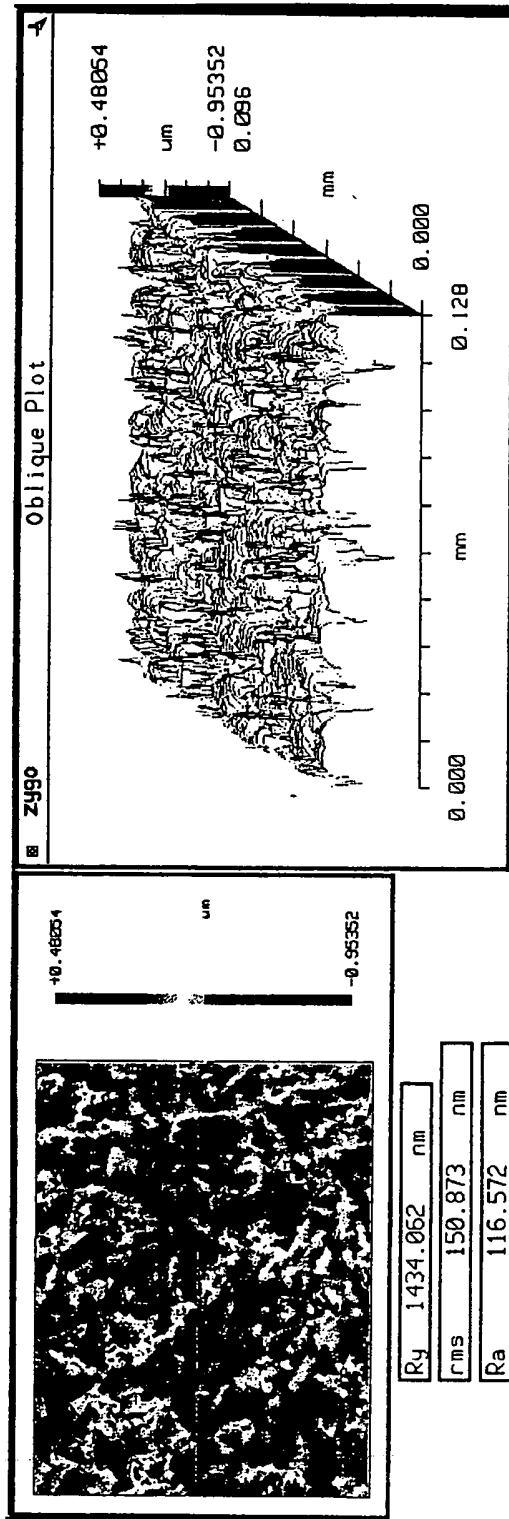 zygo
Oblique Plot
+0.48054
um
-0.95352
0.096
mm
0.000
0.128
mm
0.000
+0.48054
um
-0.95352
Ry 1434.062 nm
rms 150.873 nm
Ra 116.572 nm